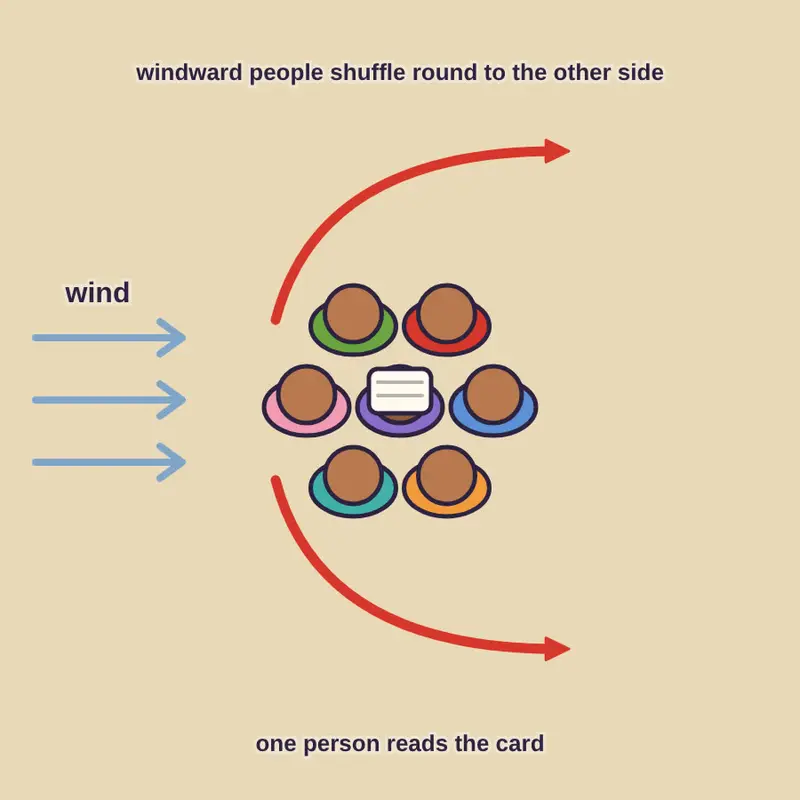 windward people shuffle round to the other side
wind
one person reads the card